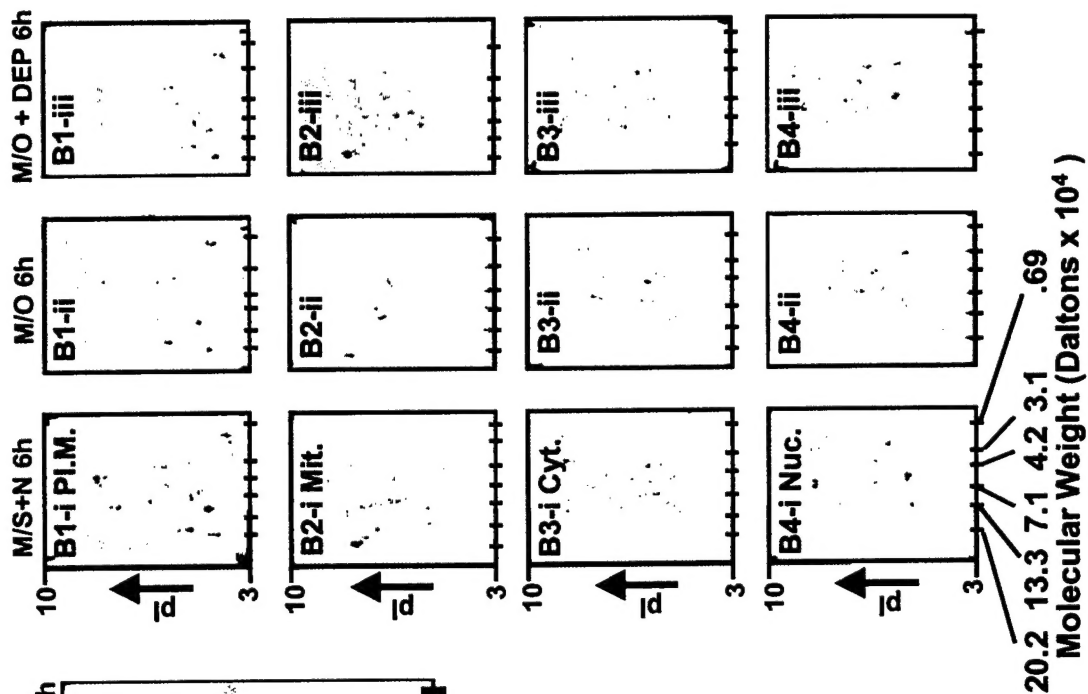 M/S+N 6h M/O 6h M/O + DEP 6h
10 B1-i Pl.M. B1-ii B1-iii
pI
3
h
10 B2-i Mit. B2-ii B2-iii
pI
3
10 B3-i Cyt. B3-ii B3-iii
pI
3
10 B4-i Nuc. B4-ii B4-iii
pI
3
20.2 13.3 7.1 4.2 3.1 .69
Molecular Weight (Daltons x 10⁴ )